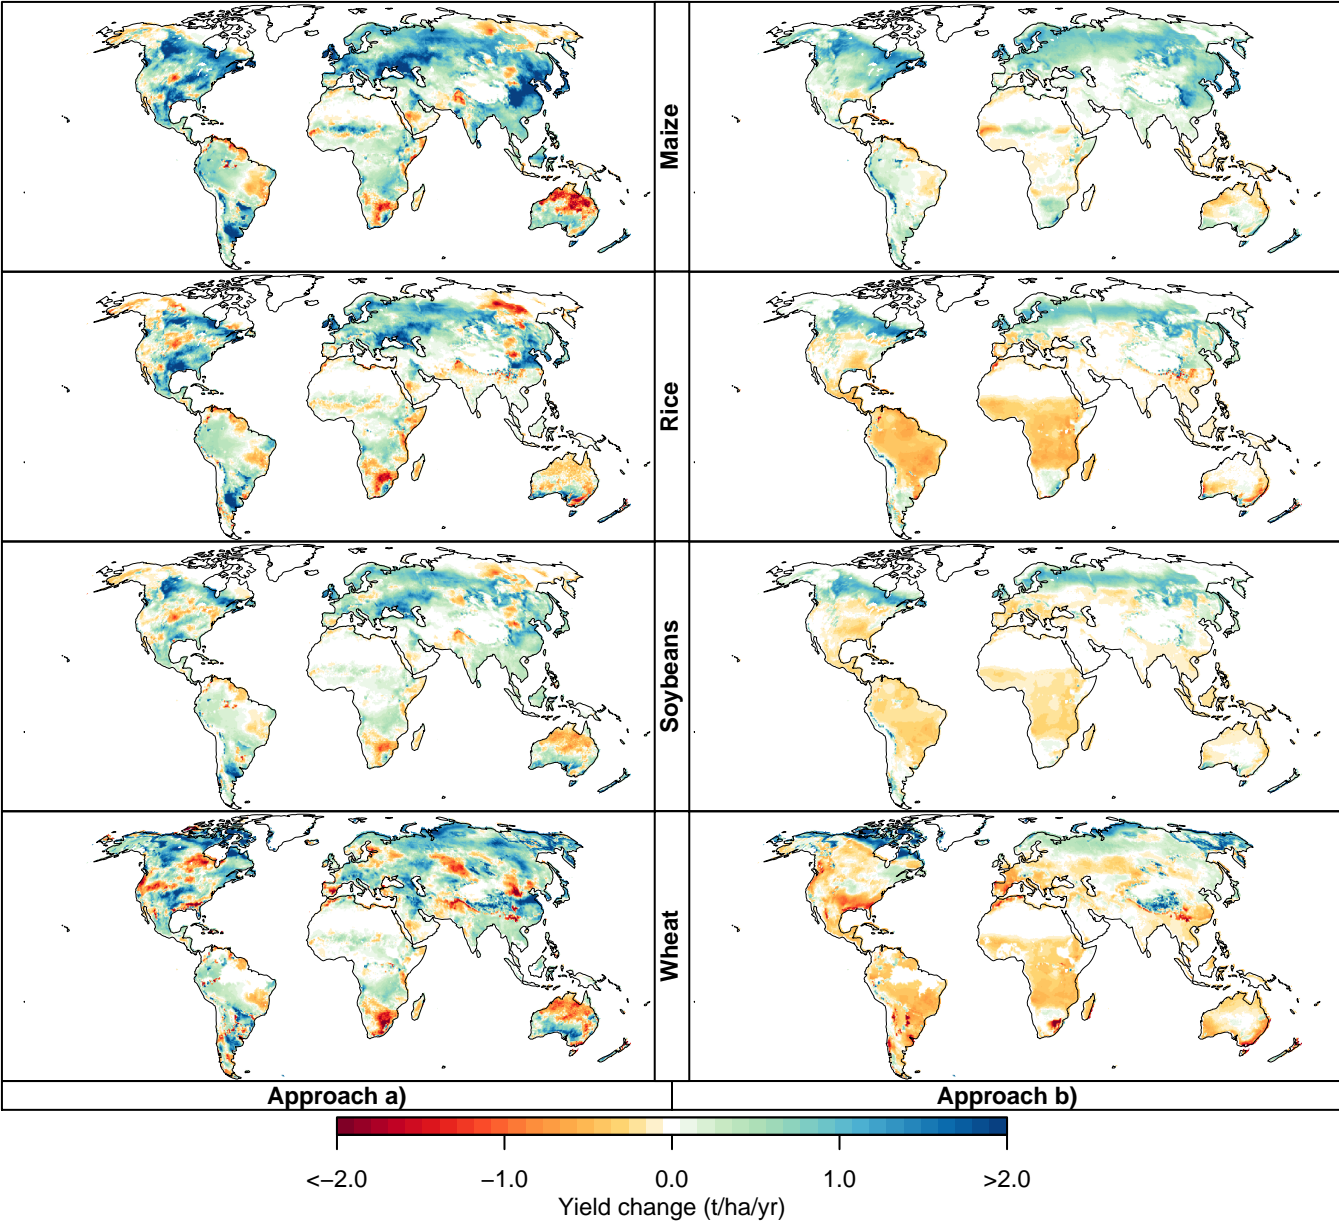 Maize
Rice
Soybeans
Wheat
Approach a)
Approach b)
<−2.0
−1.0
0.0
1.0
>2.0
Yield change (t/ha/yr)